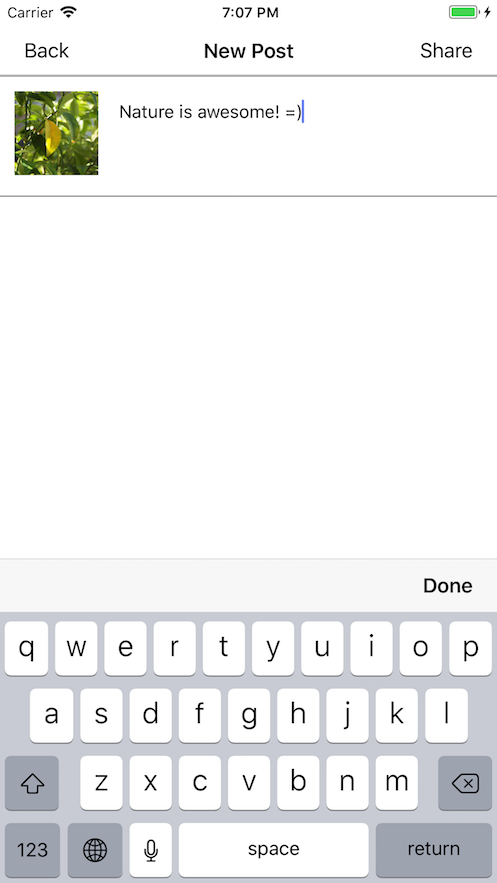 Carrier 7:07 PM
Back New Post Share
Nature is awesome! =)
Done
q w e r t y u i o p
a s d f g h j k l
z x c v b n m
123 space return